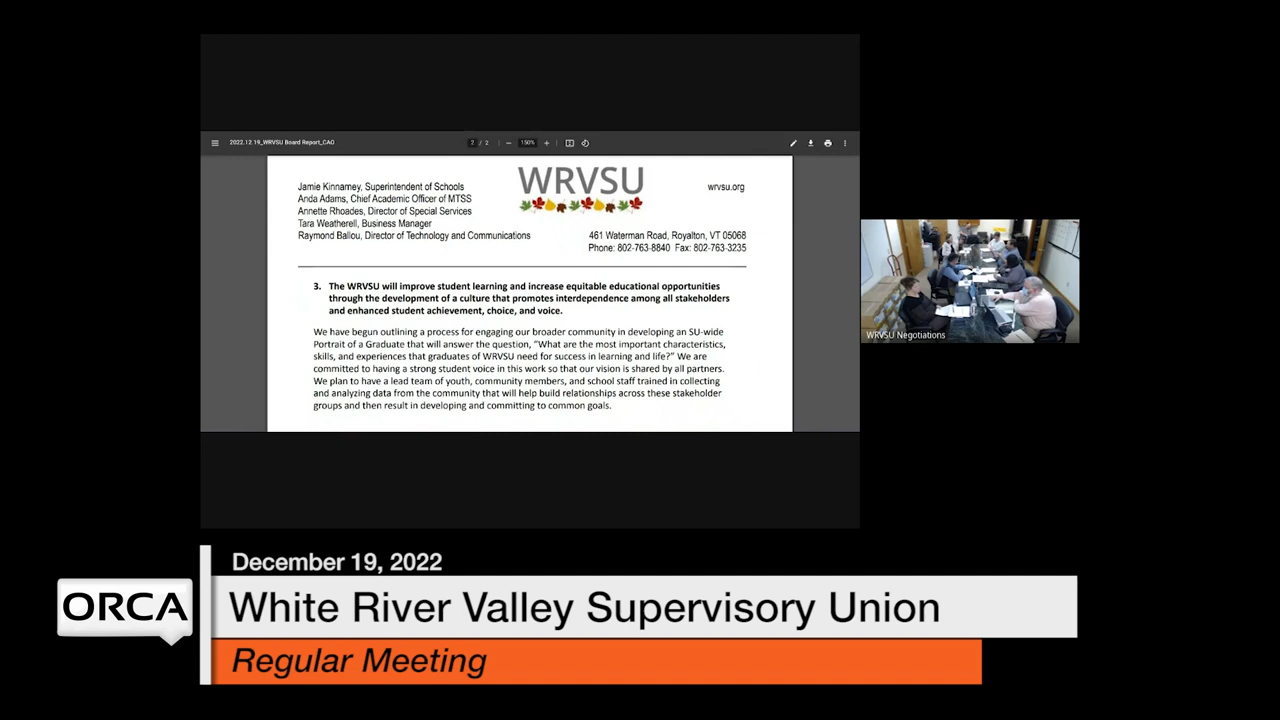 2022.12.19_WRVSU Board Report_CAO
2 / 2
150%
Jamie Kinnamey, Superintendent of Schools
Anda Adams, Chief Academic Officer of MTSS
Annette Rhoades, Director of Special Services
Tara Weatherell, Business Manager
Raymond Ballou, Director of Technology and Communications
WRVSU
wrvsu.org
461 Waterman Road, Royalton, VT 05068
Phone: 802-763-8840 Fax: 802-763-3235
3. The WRVSU will improve student learning and increase equitable educational opportunities
through the development of a culture that promotes interdependence among all stakeholders
and enhanced student achievement, choice, and voice.
We have begun outlining a process for engaging our broader community in developing an SU-wide
Portrait of a Graduate that will answer the question, "What are the most important characteristics,
skills, and experiences that graduates of WRVSU need for success in learning and life?" We are
committed to having a strong student voice in this work so that our vision is shared by all partners.
We plan to have a lead team of youth, community members, and school staff trained in collecting
and analyzing data from the community that will help build relationships across these stakeholder
groups and then result in developing and committing to common goals.
WRVSU Negotiations
December 19, 2022
ORCA
White River Valley Supervisory Union
Regular Meeting